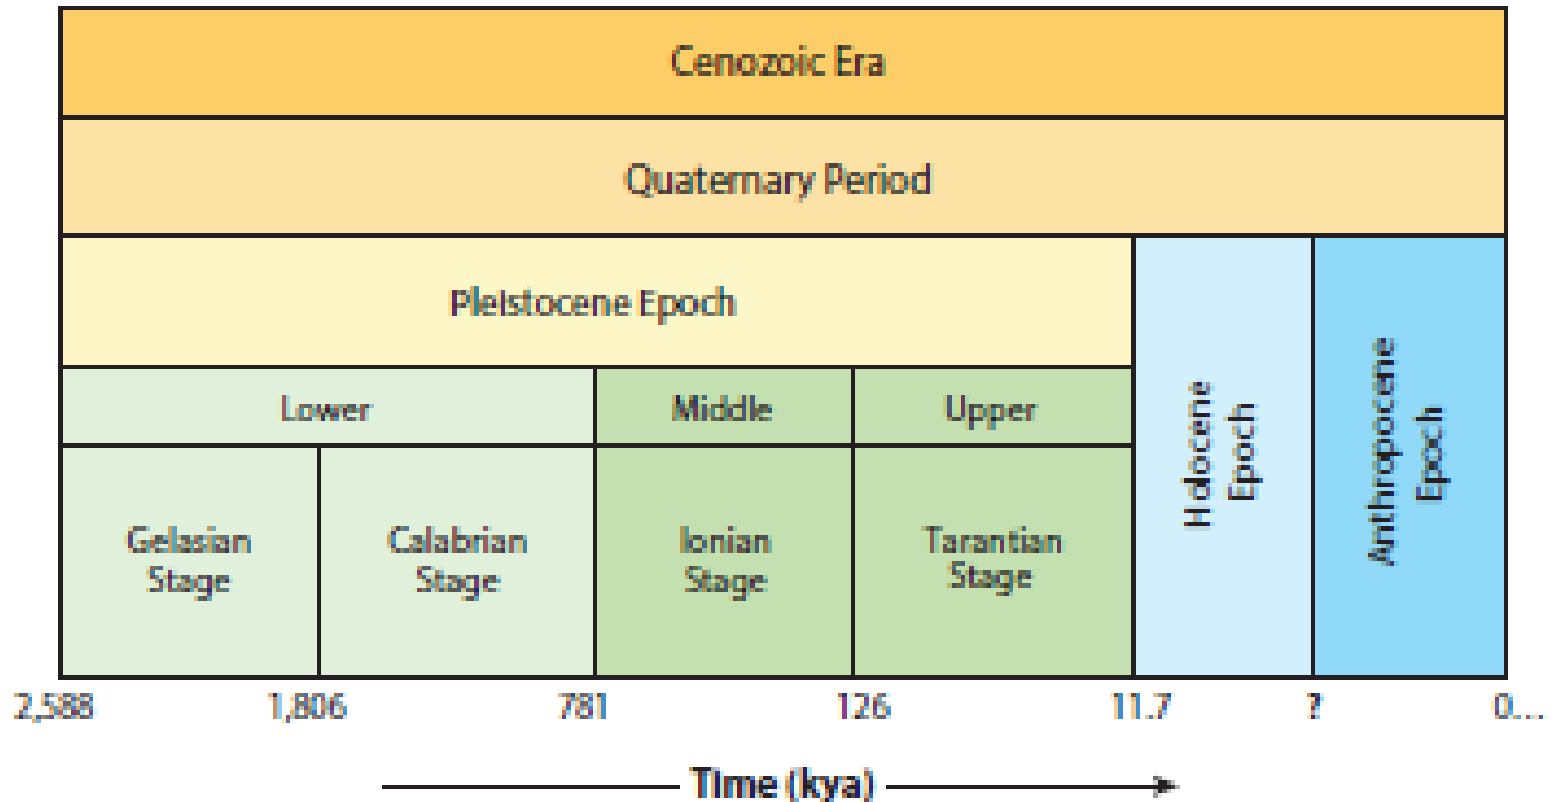 Cenozoic Era
Quaternary Period
Pleistocene Epoch
Lower
Middle
Upper
Gelasian
Stage
Calabrian
Stage
Ionian
Stage
Tarantian
Stage
Holocene
Epoch
Anthropocene
Epoch
2,588
1,806
781
126
11.7
?
0....
Time (kya)